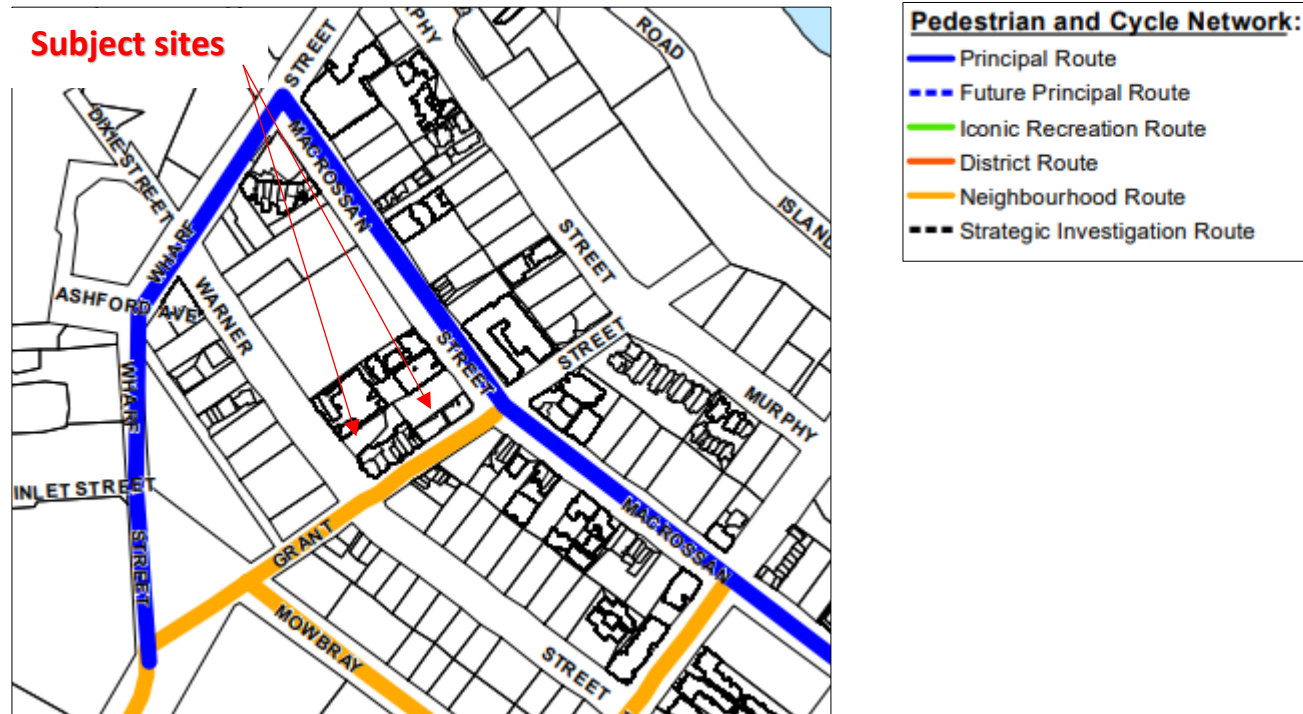 Subject sites
STREET
RPHY
ROAD
DIXIE STREET
MACROSSAN
ISLAND
WHARF
STREET
ASHFORD AVE
WARNER
STREET
STREET
MURPHY
WHARF
INLET STREET
GRANT
MACROSSAN
STREET
MOWBRAY
STREET
Pedestrian and Cycle Network:
Principal Route
Future Principal Route
Iconic Recreation Route
District Route
Neighbourhood Route
Strategic Investigation Route